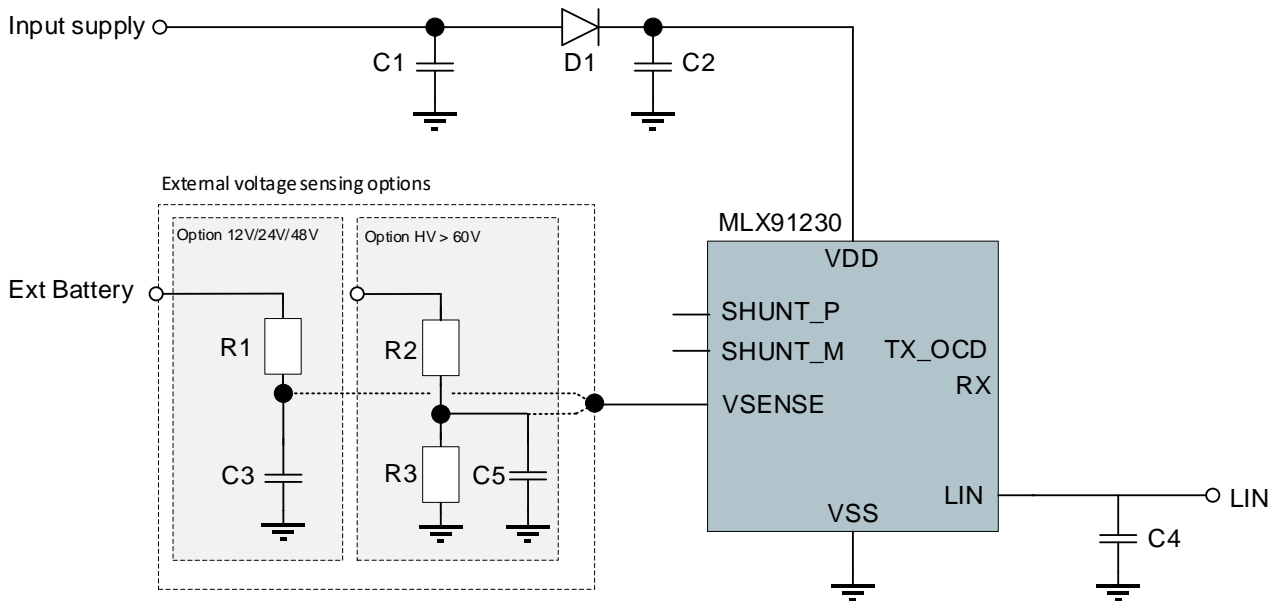 Input supply
C1
D1
C2
External voltage sensing options
Option 12V/24V/48V
Option HV > 60V
MLX91230
VDD
Ext Battery
SHUNT_P
R1
R2
SHUNT_M
TX_OCD
RX
VSENSE
C3
R3
C5
LIN
LIN
VSS
C4